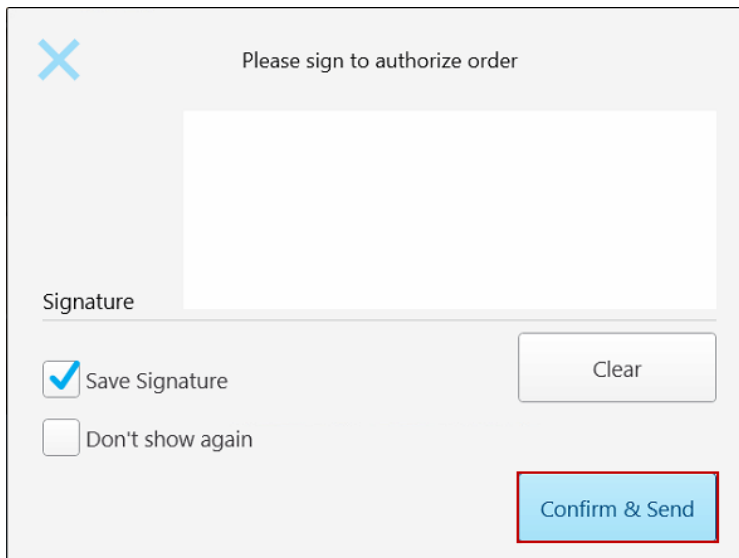 Please sign to authorize order
Signature
Save Signature
Clear
Don't show again
Confirm & Send